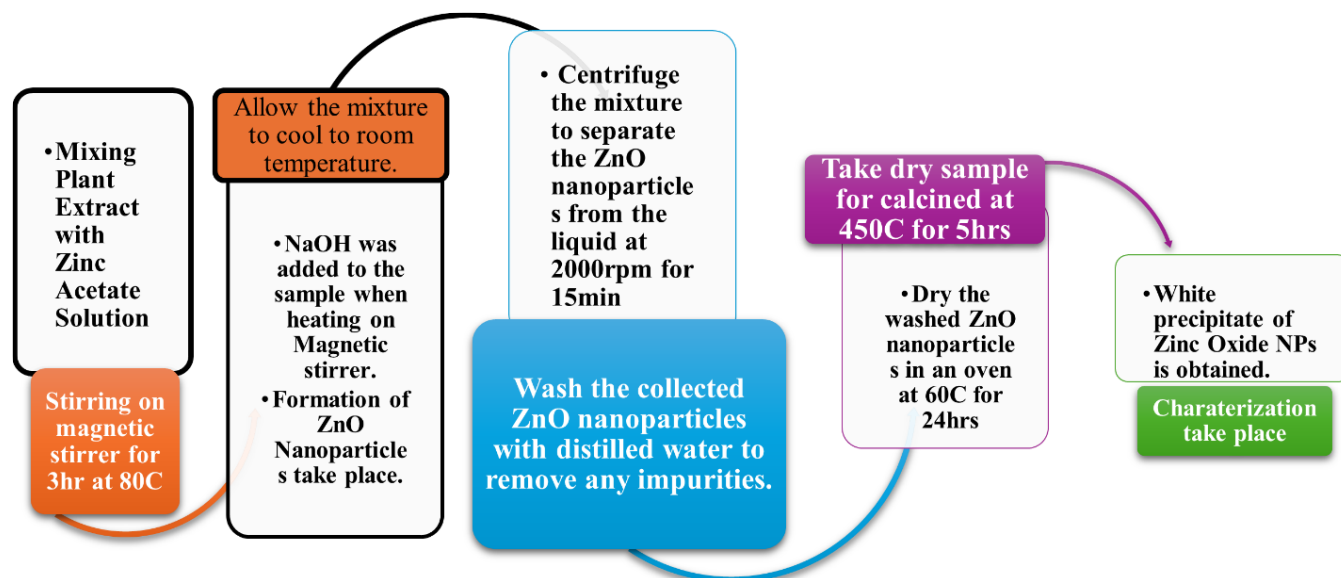 • Mixing
Plant
Extract
with
Zinc
Acetate
Solution
Stirring on
magnetic
stirrer for
3hr at 80C
Allow the mixture
to cool to room
temperature.
• NaOH was
added to the
sample when
heating on
Magnetic
stirrer.
• Formation of
ZnO
Nanoparticle
s take place.
• Centrifuge
the mixture
to separate
the ZnO
nanoparticle
s from the
liquid at
2000rpm for
15min
Wash the collected
ZnO nanoparticles
with distilled water to
remove any impurities.
Take dry sample
for calcined at
450C for 5hrs
• Dry the
washed ZnO
nanoparticle
s in an oven
at 60C for
24hrs
• White
precipitate of
Zinc Oxide NPs
is obtained.
Charaterization
take place